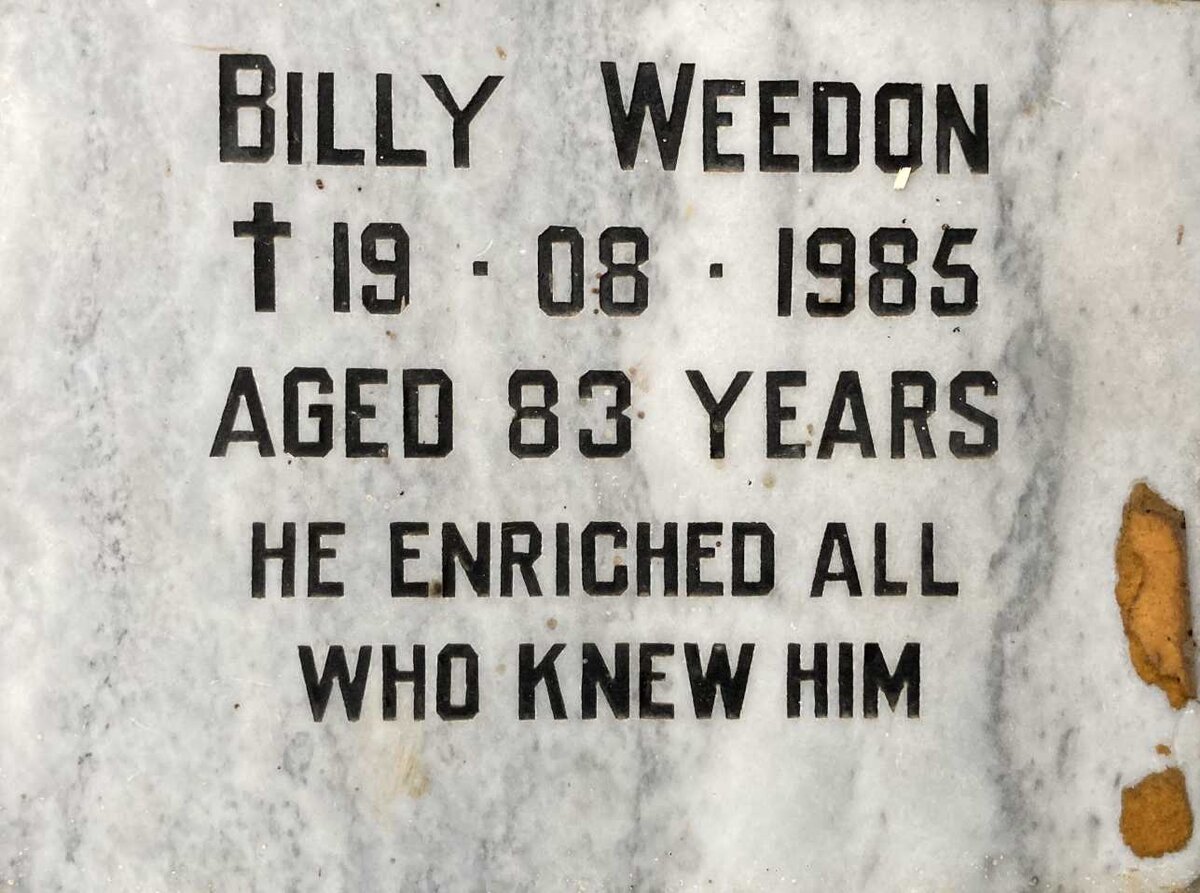 BILLY WEEDON
† 19 · 08 · 1985
AGED 83 YEARS
HE ENRICHED ALL
WHO KNEW HIM